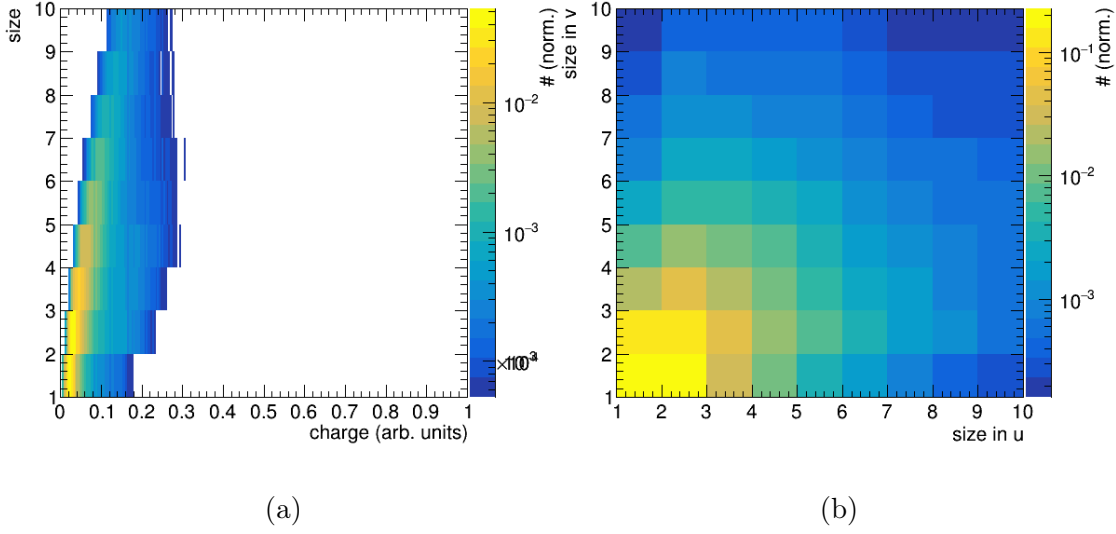 size
10
9
8
7
6
5
4
3
2
1
0 0.1 0.2 0.3 0.4 0.5 0.6 0.7 0.8 0.9 1
charge (arb. units)
# (norm.)
10⁻²
10⁻³
(a)
size in v
10
9
8
7
6
5
4
3
2
1
1 2 3 4 5 6 7 8 9 10
size in u
# (norm.)
10⁻¹
10⁻²
10⁻³
(b)